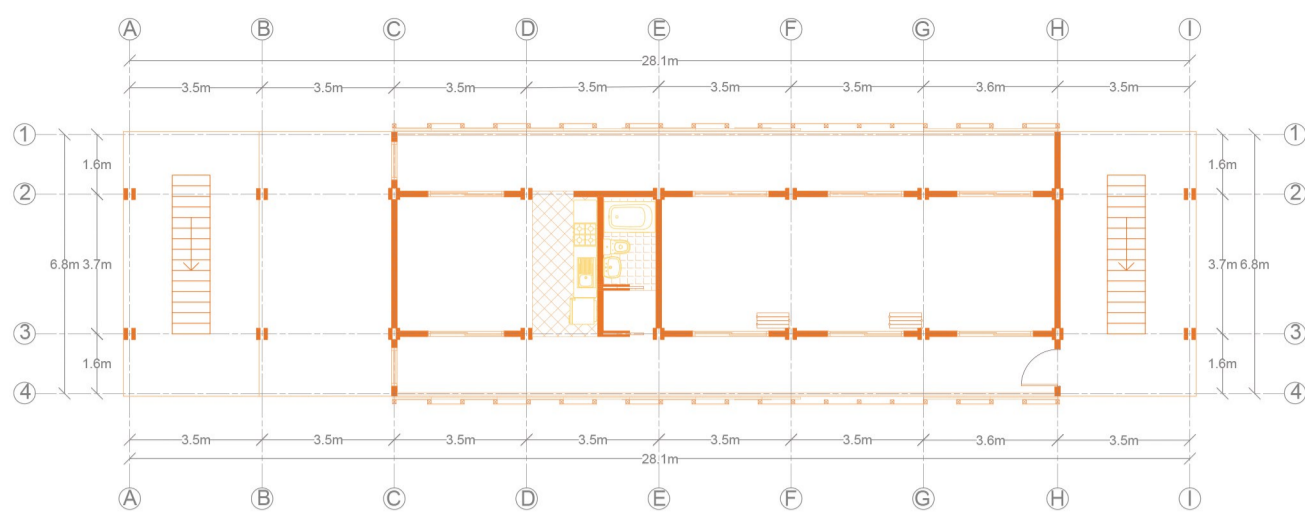 A B C D E F G H I
28.1m
3.5m 3.5m 3.5m 3.5m 3.5m 3.5m 3.6m 3.5m
1 1
1.6m 1.6m
2 2
6.8m 3.7m 3.7m 6.8m
3 3
1.6m 1.6m
4 4
3.5m 3.5m 3.5m 3.5m 3.5m 3.5m 3.6m 3.5m
28.1m
A B C D E F G H I